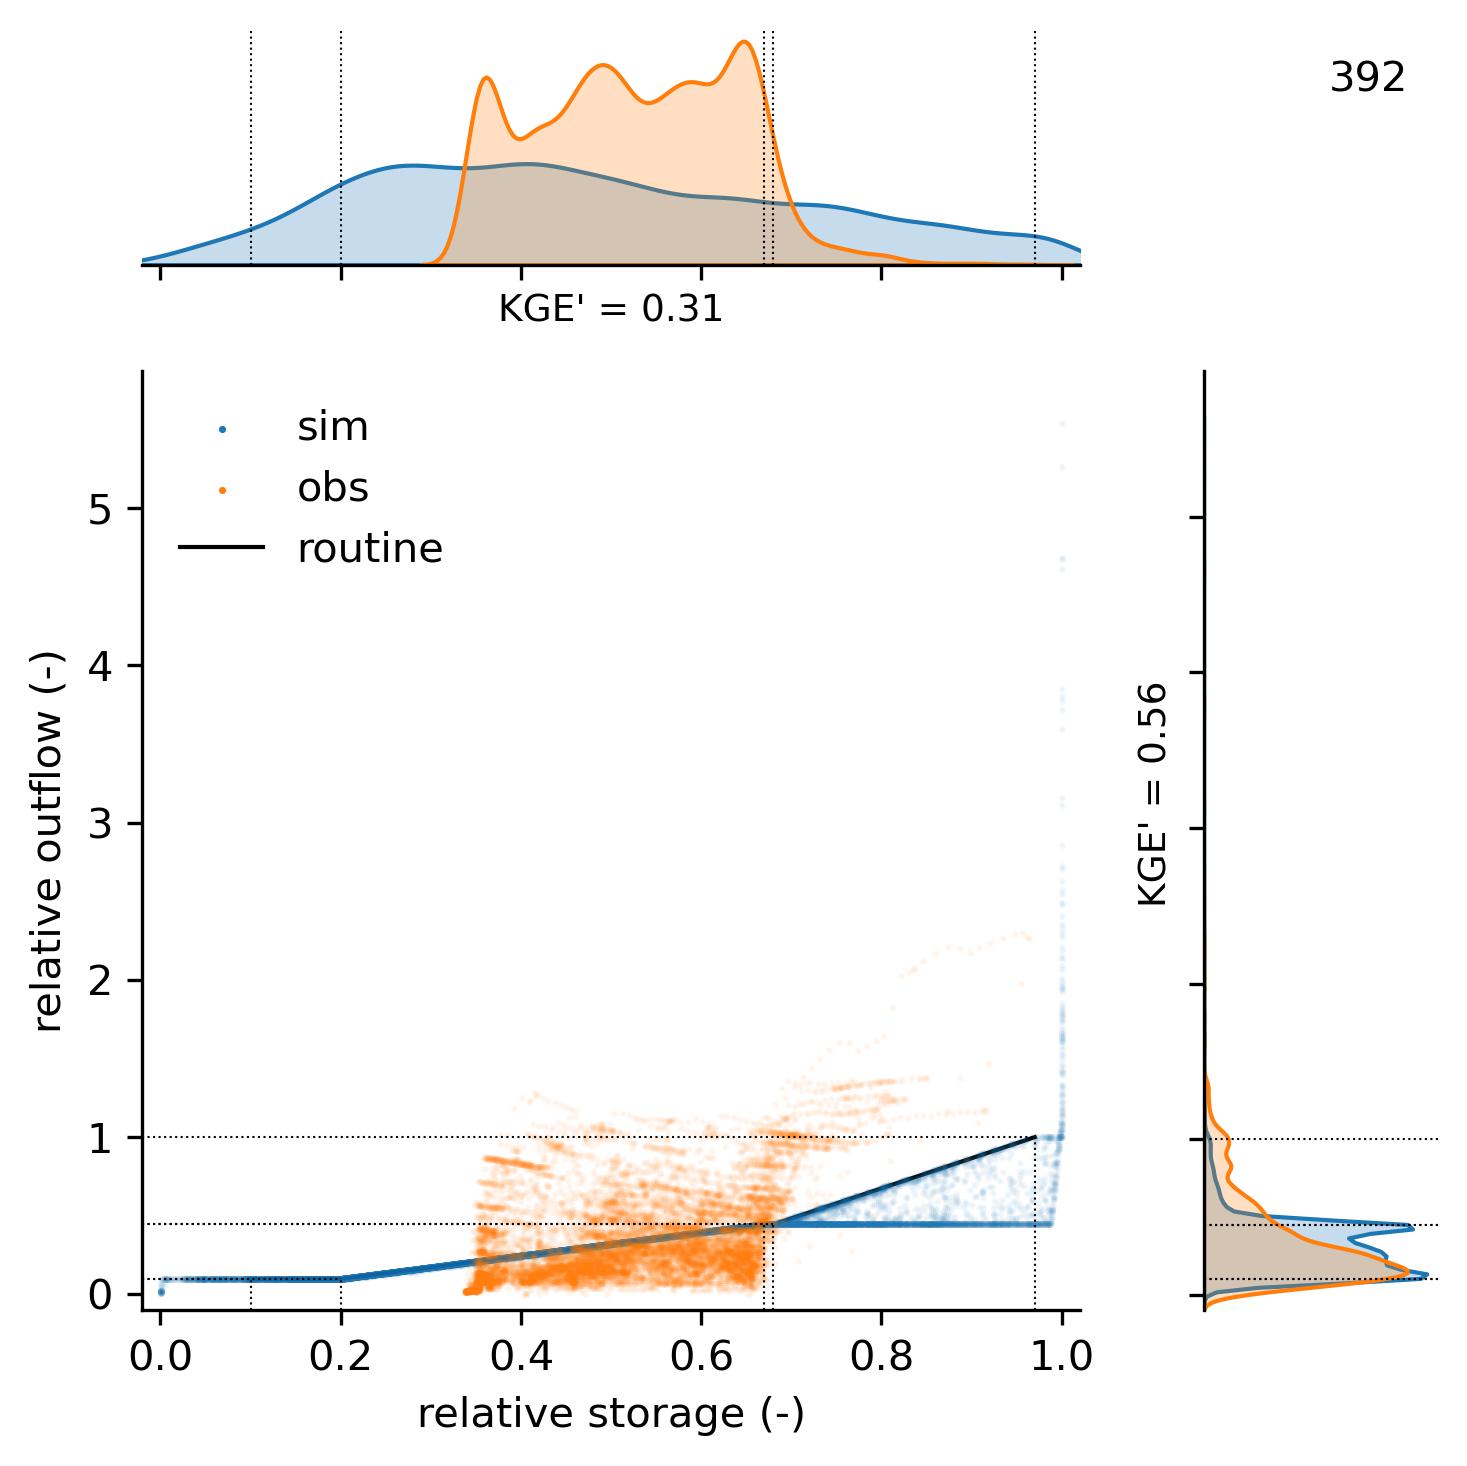 392
KGE' = 0.31
sim
obs
routine
5
4
3
2
1
0
relative outflow (-)
KGE' = 0.56
0.0 0.2 0.4 0.6 0.8 1.0
relative storage (-)